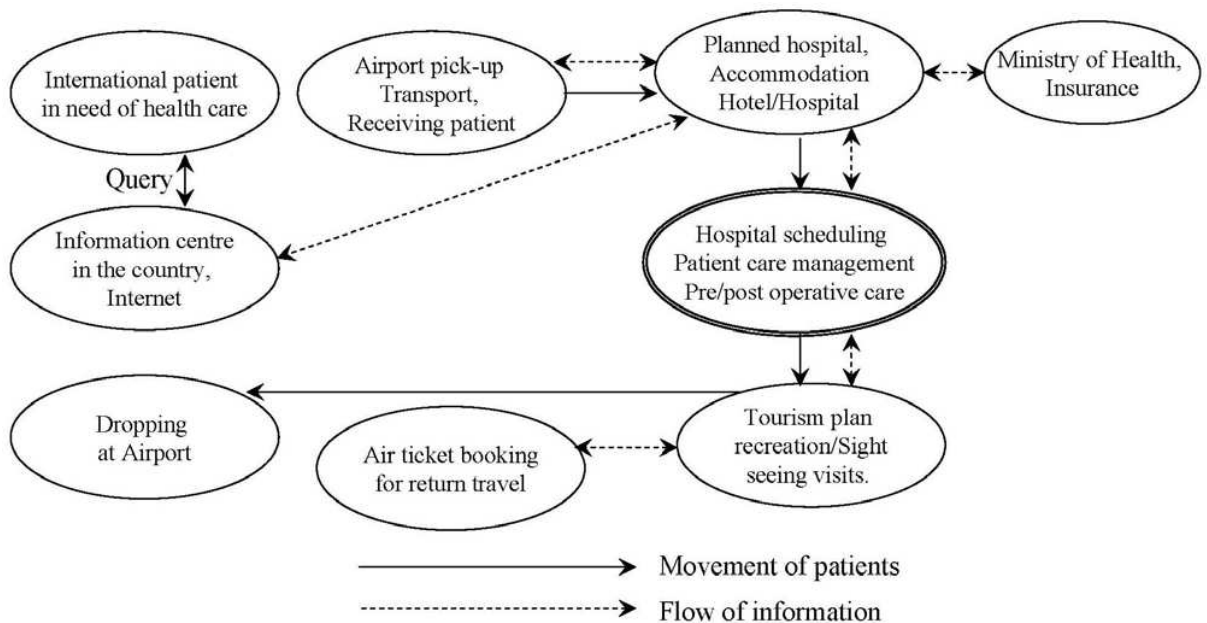 International patient
in need of health care
Query
Information centre
in the country,
Internet
Airport pick-up
Transport,
Receiving patient
Planned hospital,
Accommodation
Hotel/Hospital
Ministry of Health,
Insurance
Hospital scheduling
Patient care management
Pre/post operative care
Dropping
at Airport
Air ticket booking
for return travel
Tourism plan
recreation/Sight
seeing visits.
Movement of patients
Flow of information